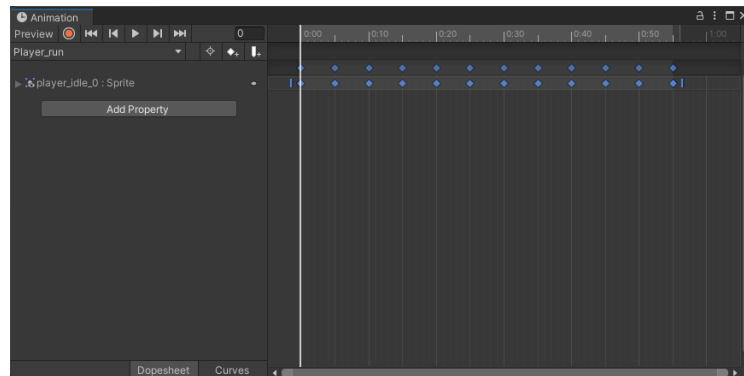 Animation
Preview 0 0:00 0:10 0:20 0:30 0:40 0:50 1:00
Player_run
player_idle_0 : Sprite
Add Property
Dopesheet Curves